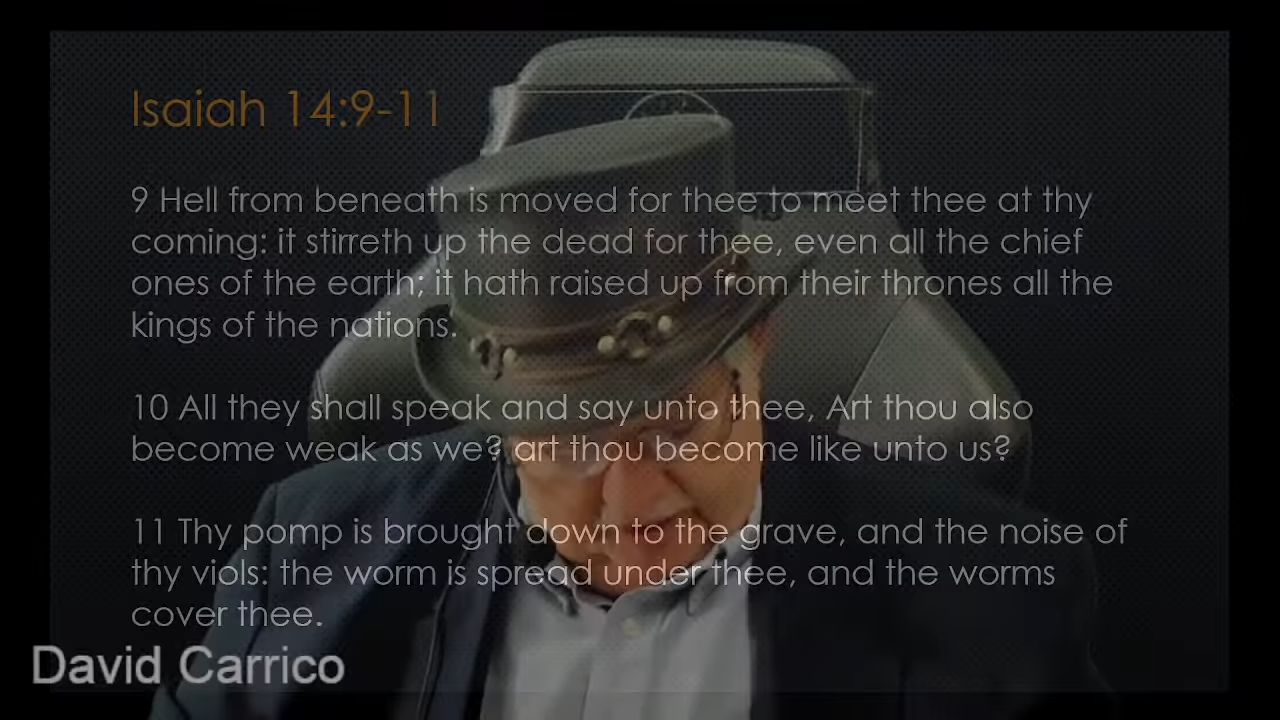 Isaiah 14:9-11
9 Hell from beneath is moved for thee to meet thee at thy
coming: it stirreth up the dead for thee, even all the chief
ones of the earth; it hath raised up from their thrones all the
kings of the nations.
10 All they shall speak and say unto thee, Art thou also
become weak as we? art thou become like unto us?
11 Thy pomp is brought down to the grave, and the noise of
thy viols: the worm is spread under thee, and the worms
cover thee.
David Carrico